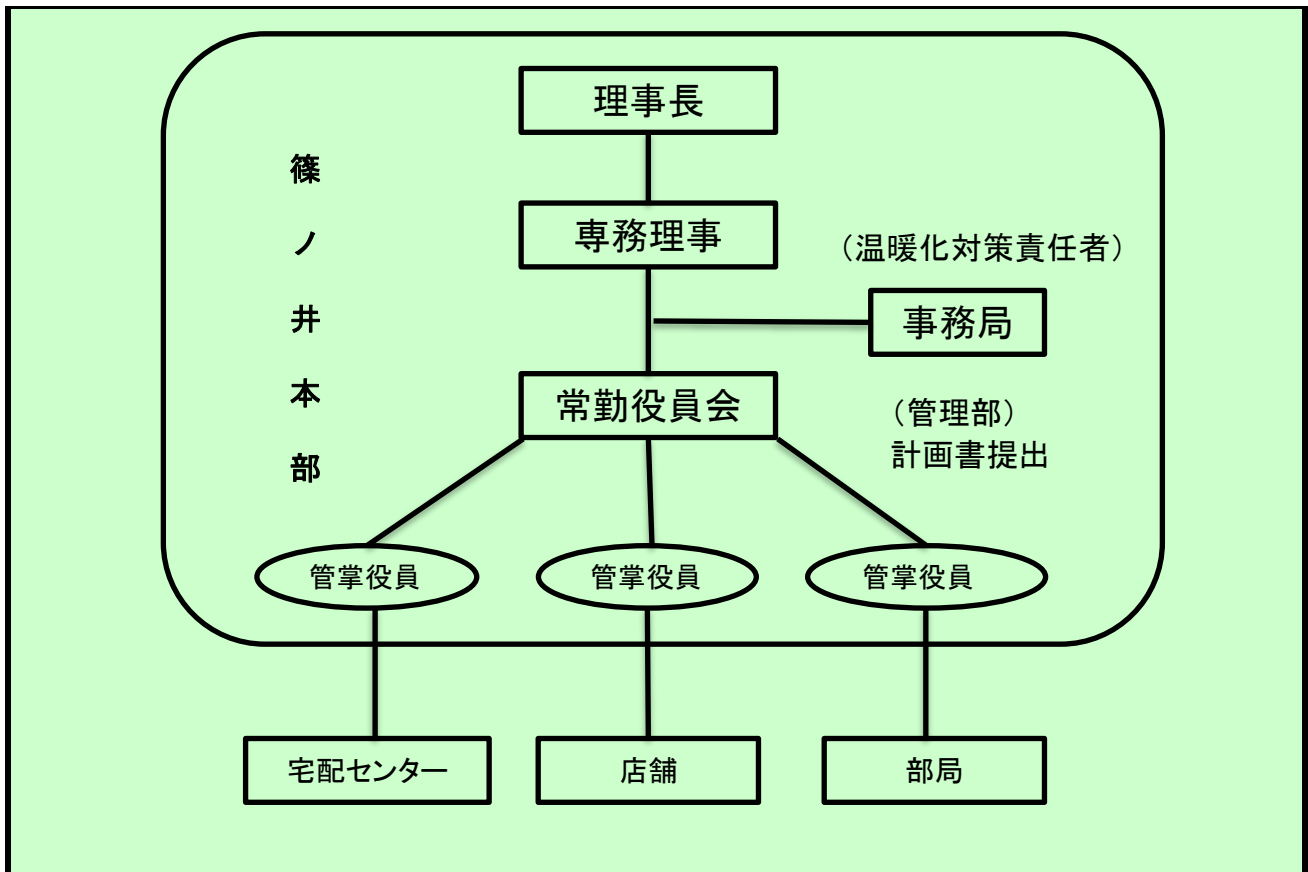 理事長
篠ノ井本部
専務理事
（温暖化対策責任者）
事務局
常勤役員会
（管理部）
計画書提出
管掌役員
管掌役員
管掌役員
宅配センター
店舗
部局